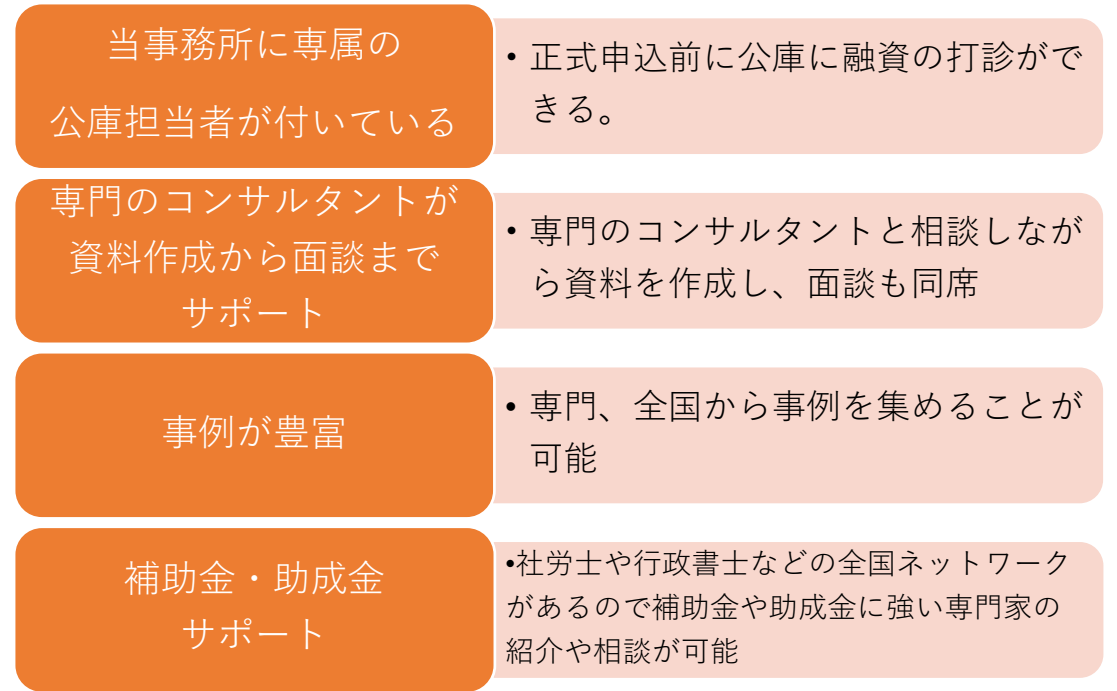 当事務所に専属の
公庫担当者が付いている
• 正式申込前に公庫に融資の打診がで
きる。
専門のコンサルタントが
資料作成から面談まで
サポート
• 専門のコンサルタントと相談しなが
ら資料を作成し、面談も同席
事例が豊富
• 専門、全国から事例を集めることが
可能
補助金・助成金
サポート
•社労士や行政書士などの全国ネットワーク
があるので補助金や助成金に強い専門家の
紹介や相談が可能